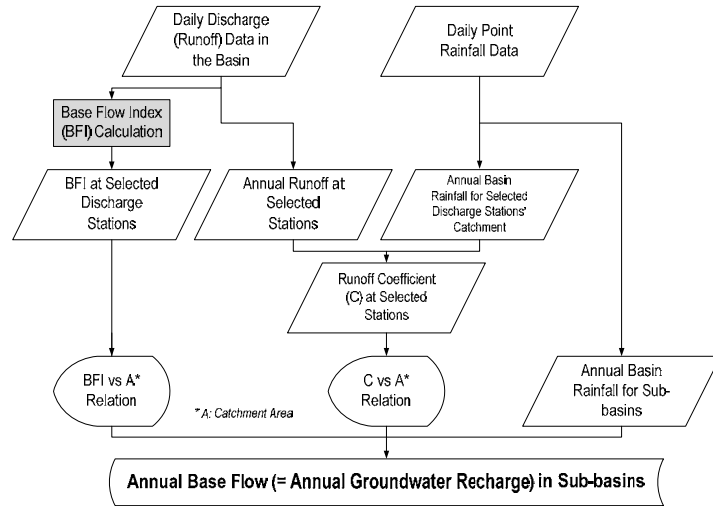 Daily Discharge
(Runoff) Data in
the Basin
Daily Point
Rainfall Data
Base Flow Index
(BFI) Calculation
BFI at Selected
Discharge
Stations
Annual Runoff at
Selected
Stations
Annual Basin
Rainfall for Selected
Discharge Stations'
Catchment
Runoff Coefficient
(C) at Selected
Stations
BFI vs A*
Relation
* A: Catchment Area
C vs A*
Relation
Annual Basin
Rainfall for Sub-
basins
Annual Base Flow (= Annual Groundwater Recharge) in Sub-basins